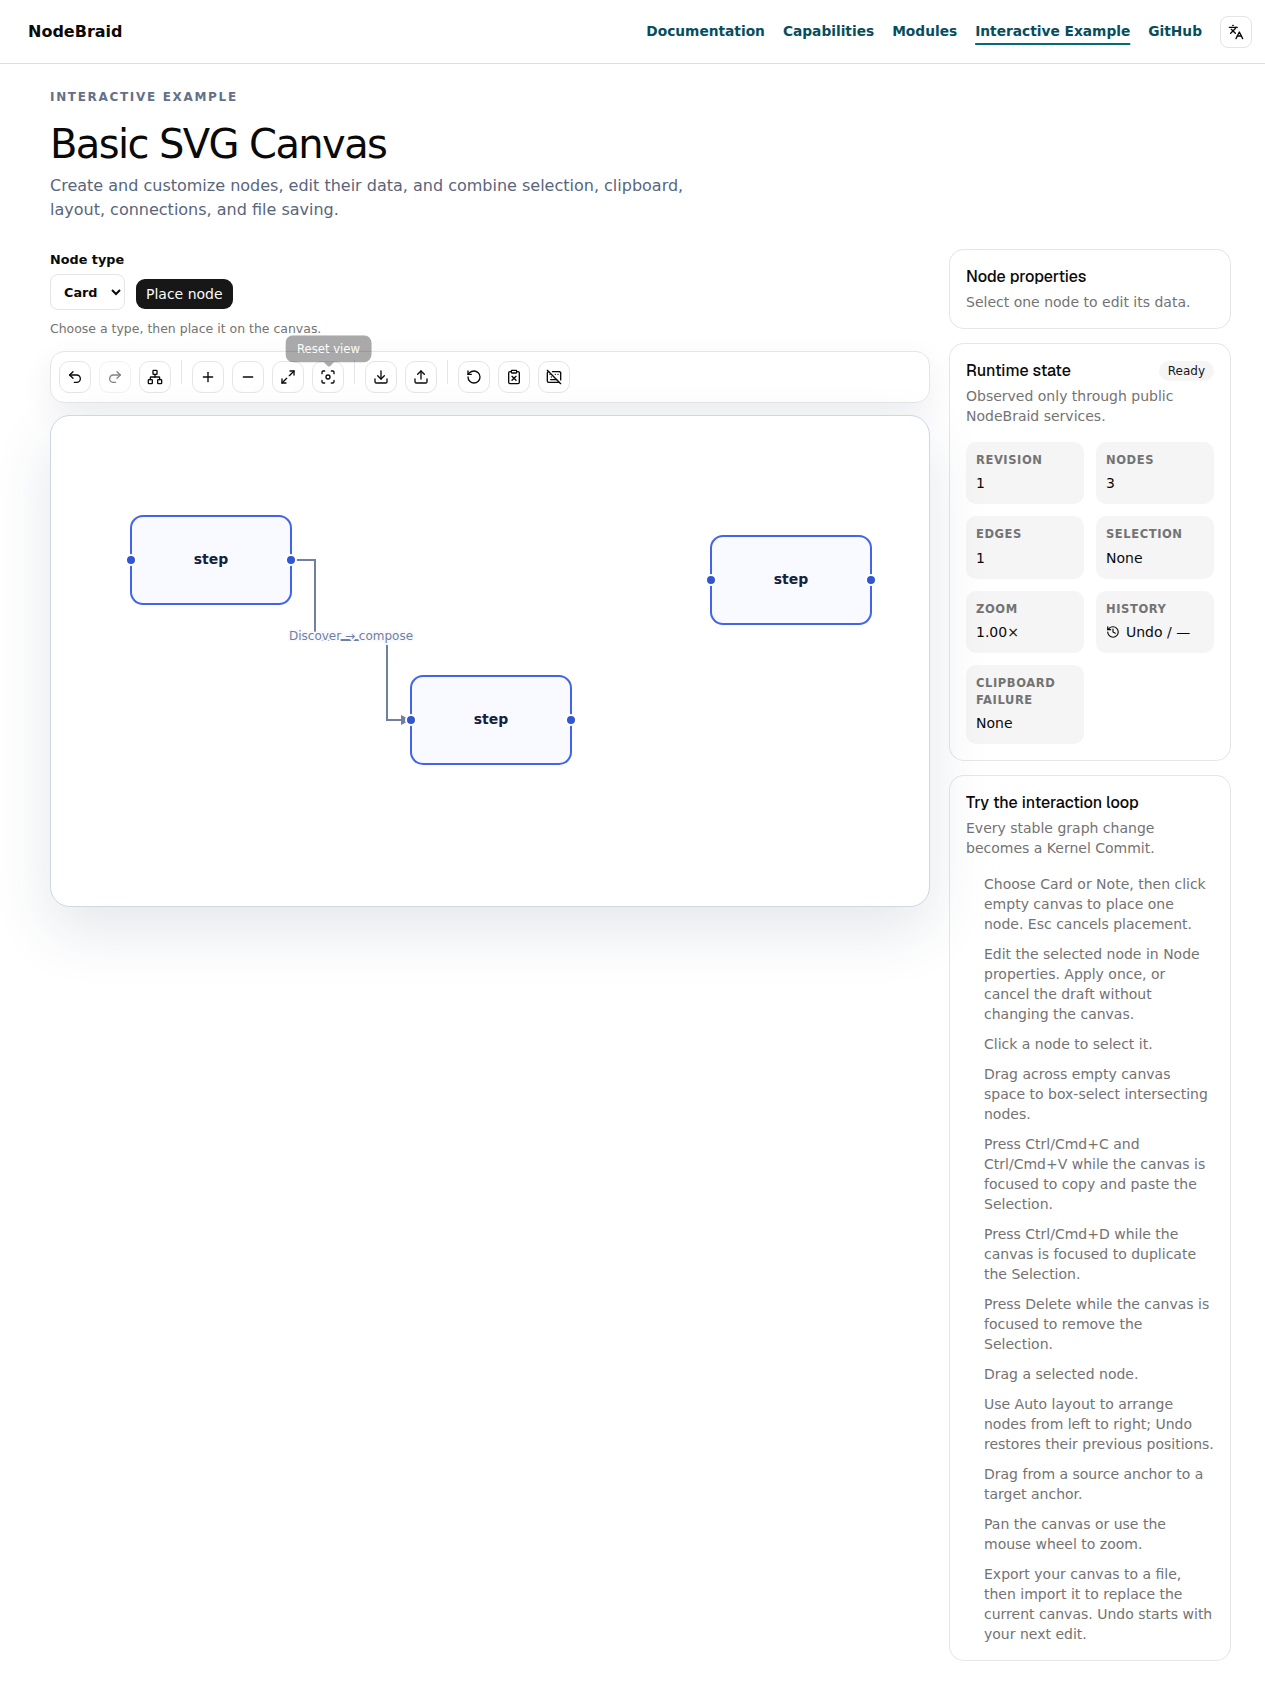 NodeBraid
Documentation
Capabilities
Modules
Interactive Example
GitHub
INTERACTIVE EXAMPLE
Basic SVG Canvas
Create and customize nodes, edit their data, and combine selection, clipboard,
layout, connections, and file saving.
Node type
Card
Place node
Choose a type, then place it on the canvas.
Reset view
step
step
Discover → compose
step
Node properties
Select one node to edit its data.
Runtime state
Ready
Observed only through public
NodeBraid services.
REVISION
1
NODES
3
EDGES
1
SELECTION
None
ZOOM
1.00×
HISTORY
Undo / —
CLIPBOARD
FAILURE
None
Try the interaction loop
Every stable graph change
becomes a Kernel Commit.
Choose Card or Note, then click
empty canvas to place one
node. Esc cancels placement.
Edit the selected node in Node
properties. Apply once, or
cancel the draft without
changing the canvas.
Click a node to select it.
Drag across empty canvas
space to box-select intersecting
nodes.
Press Ctrl/Cmd+C and
Ctrl/Cmd+V while the canvas is
focused to copy and paste the
Selection.
Press Ctrl/Cmd+D while the
canvas is focused to duplicate
the Selection.
Press Delete while the canvas is
focused to remove the
Selection.
Drag a selected node.
Use Auto layout to arrange
nodes from left to right; Undo
restores their previous positions.
Drag from a source anchor to a
target anchor.
Pan the canvas or use the
mouse wheel to zoom.
Export your canvas to a file,
then import it to replace the
current canvas. Undo starts with
your next edit.